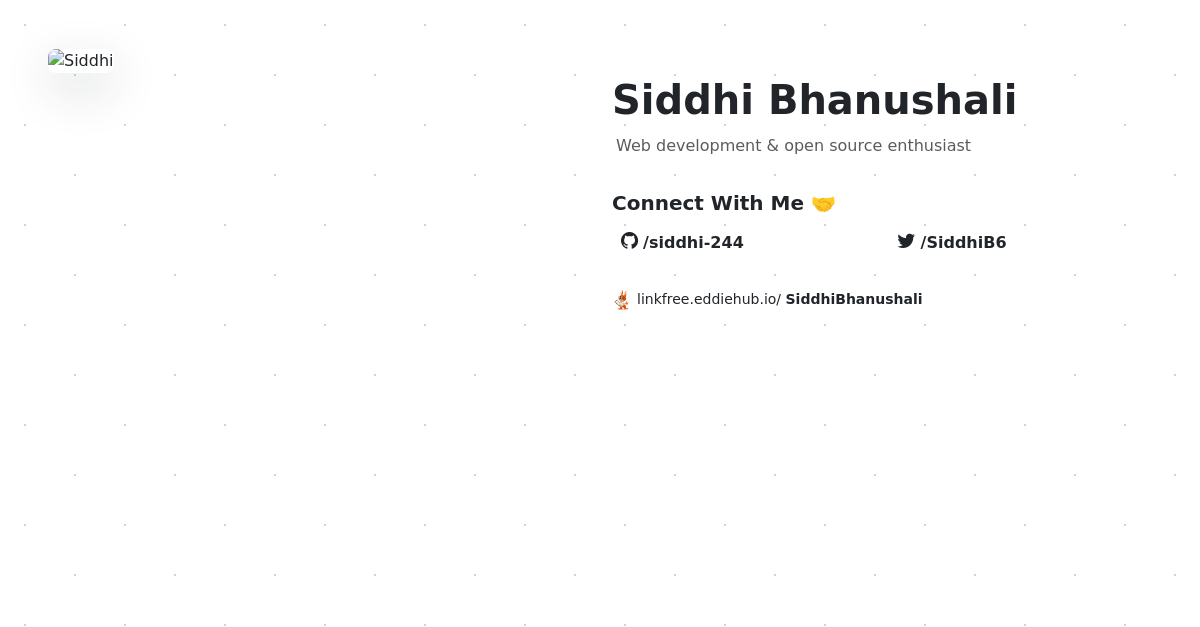 Siddhi
Siddhi Bhanushali
Web development & open source enthusiast
Connect With Me 🤝
/siddhi-244
/SiddhiB6
linkfree.eddiehub.io/ SiddhiBhanushali